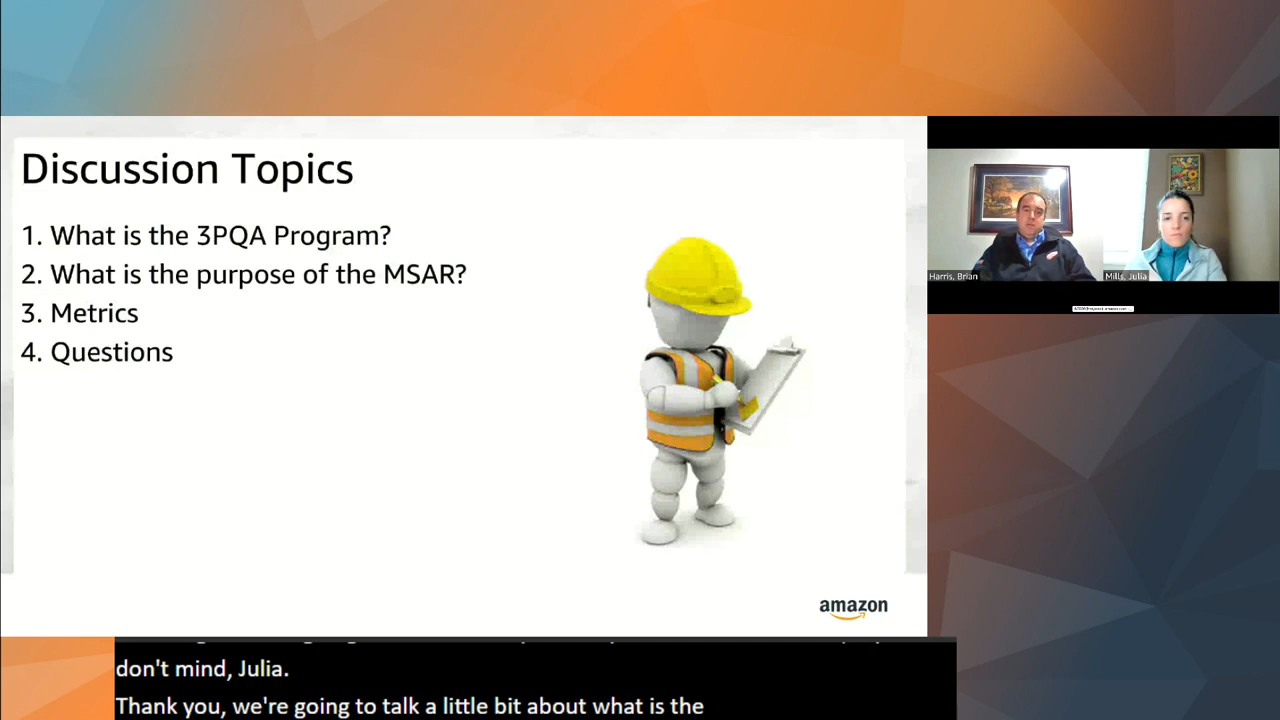 Discussion Topics
1. What is the 3PQA Program?
2. What is the purpose of the MSAR?
3. Metrics
4. Questions
amazon
Harris, Brian
Mills, Julia
don't mind, Julia.
Thank you, we're going to talk a little bit about what is the